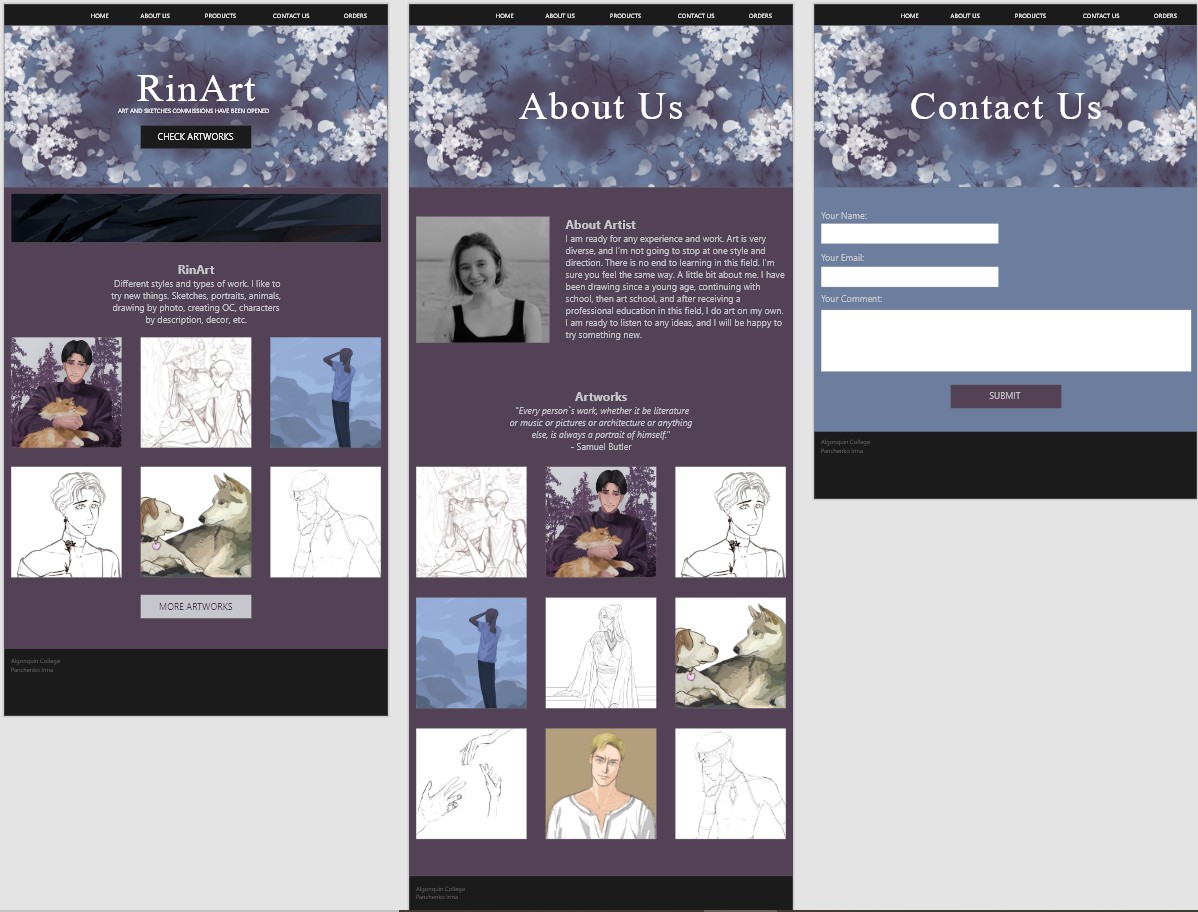 HOME ABOUT US PRODUCTS CONTACT US ORDERS
RinArt
ART AND SKETCHES COMMISSIONS HAVE BEEN OPENED
CHECK ARTWORKS
RinArt
Different styles and types of work. I like to
try new things. Sketches, portraits, animals,
drawing by photo, creating OC, characters
by description, decor, etc.
MORE ARTWORKS
Algonquin College
Panchenko Irina
HOME ABOUT US PRODUCTS CONTACT US ORDERS
About Us
About Artist
I am ready for any experience and work. Art is very
diverse, and I'm not going to stop at one style and
direction. There is no end to learning in this field. I'm
sure you feel the same way. A little bit about me. I have
been drawing since a young age, continuing with
school, then art school, and after receiving a
professional education in this field, I do art on my own.
I am ready to listen to any ideas, and I will be happy to
try something new.
Artworks
"Every person`s work, whether it be literature
or music or pictures or architecture or anything
else, is always a portrait of himself."
- Samuel Butler
Algonquin College
Panchenko Irina
HOME ABOUT US PRODUCTS CONTACT US ORDERS
Contact Us
Your Name:
Your Email:
Your Comment:
SUBMIT
Algonquin College
Panchenko Irina